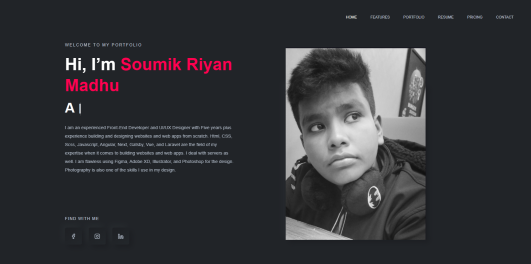 HOME FEATURES PORTFOLIO RESUME PRICING CONTACT
WELCOME TO MY PORTFOLIO
Hi, I'm Soumik Riyan
Madhu
A |
I am an experienced Front End Developer and UI/UX Designer with Five years plus
experience building and designing websites and web apps from scratch. Html, CSS,
Scss, Javascript, Angular, Next, Gatsby, Vue, and Laravel are the field of my
expertise when it comes to building websites and web apps. I deal with servers as
well. I am flawless using Figma, Adobe XD, Illustrator, and Photoshop for the design.
Photography is also one of the skills I use in my design.
FIND WITH ME